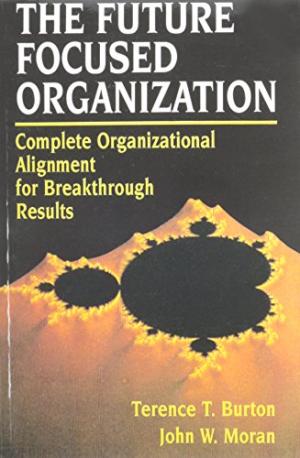 THE FUTURE
FOCUSED
ORGANIZATION
Complete Organizational
Alignment
for Breakthrough
Results
Terence T. Burton
John W. Moran